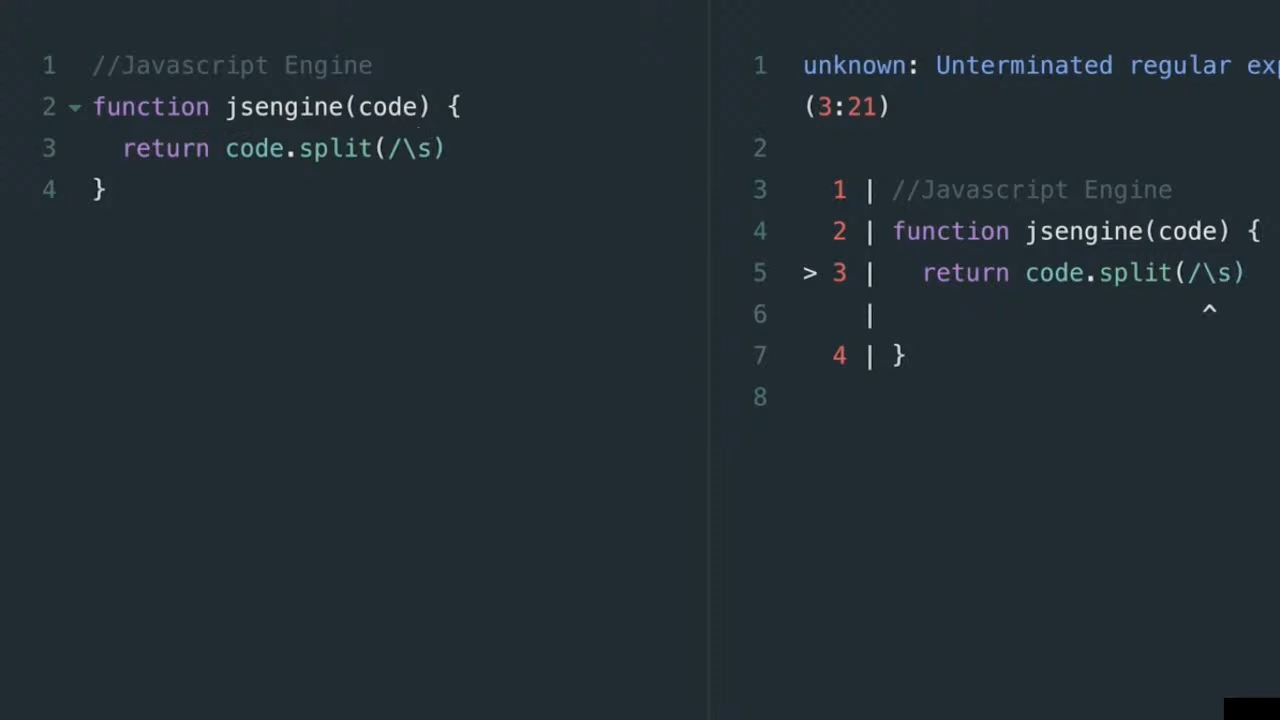 1 //Javascript Engine
2 function jsengine(code) {
3 return code.split(/\s)
4 }
1 unknown: Unterminated regular
(3:21)
2
3 1 | //Javascript Engine
4 2 | function jsengine(code) {
5 > 3 | return code.split(/\s)
6 | ^
7 4 | }
8